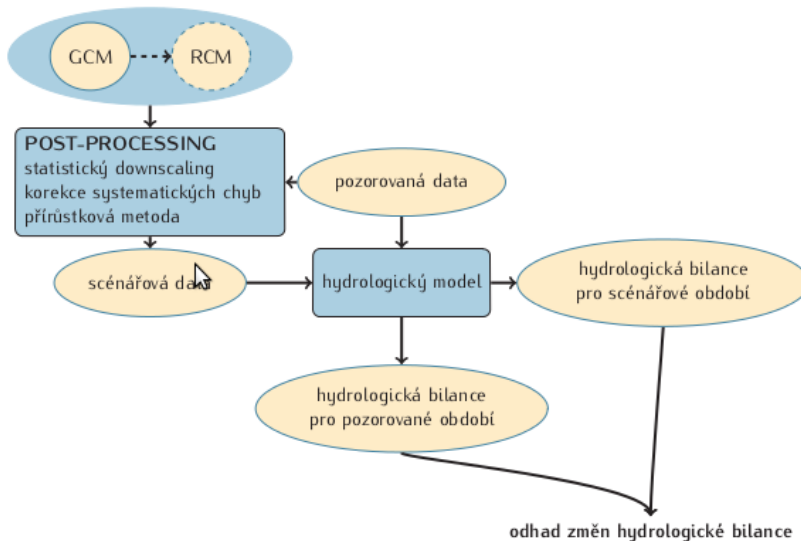 GCM
RCM
POST-PROCESSING
statistický downscaling
korekce systematických chyb
přírůstková metoda
pozorovaná data
scénářová
hydrologický model
hydrologická bilance
pro scénářové období
hydrologická bilance
pro pozorované období
odhad změn hydrologické bilance